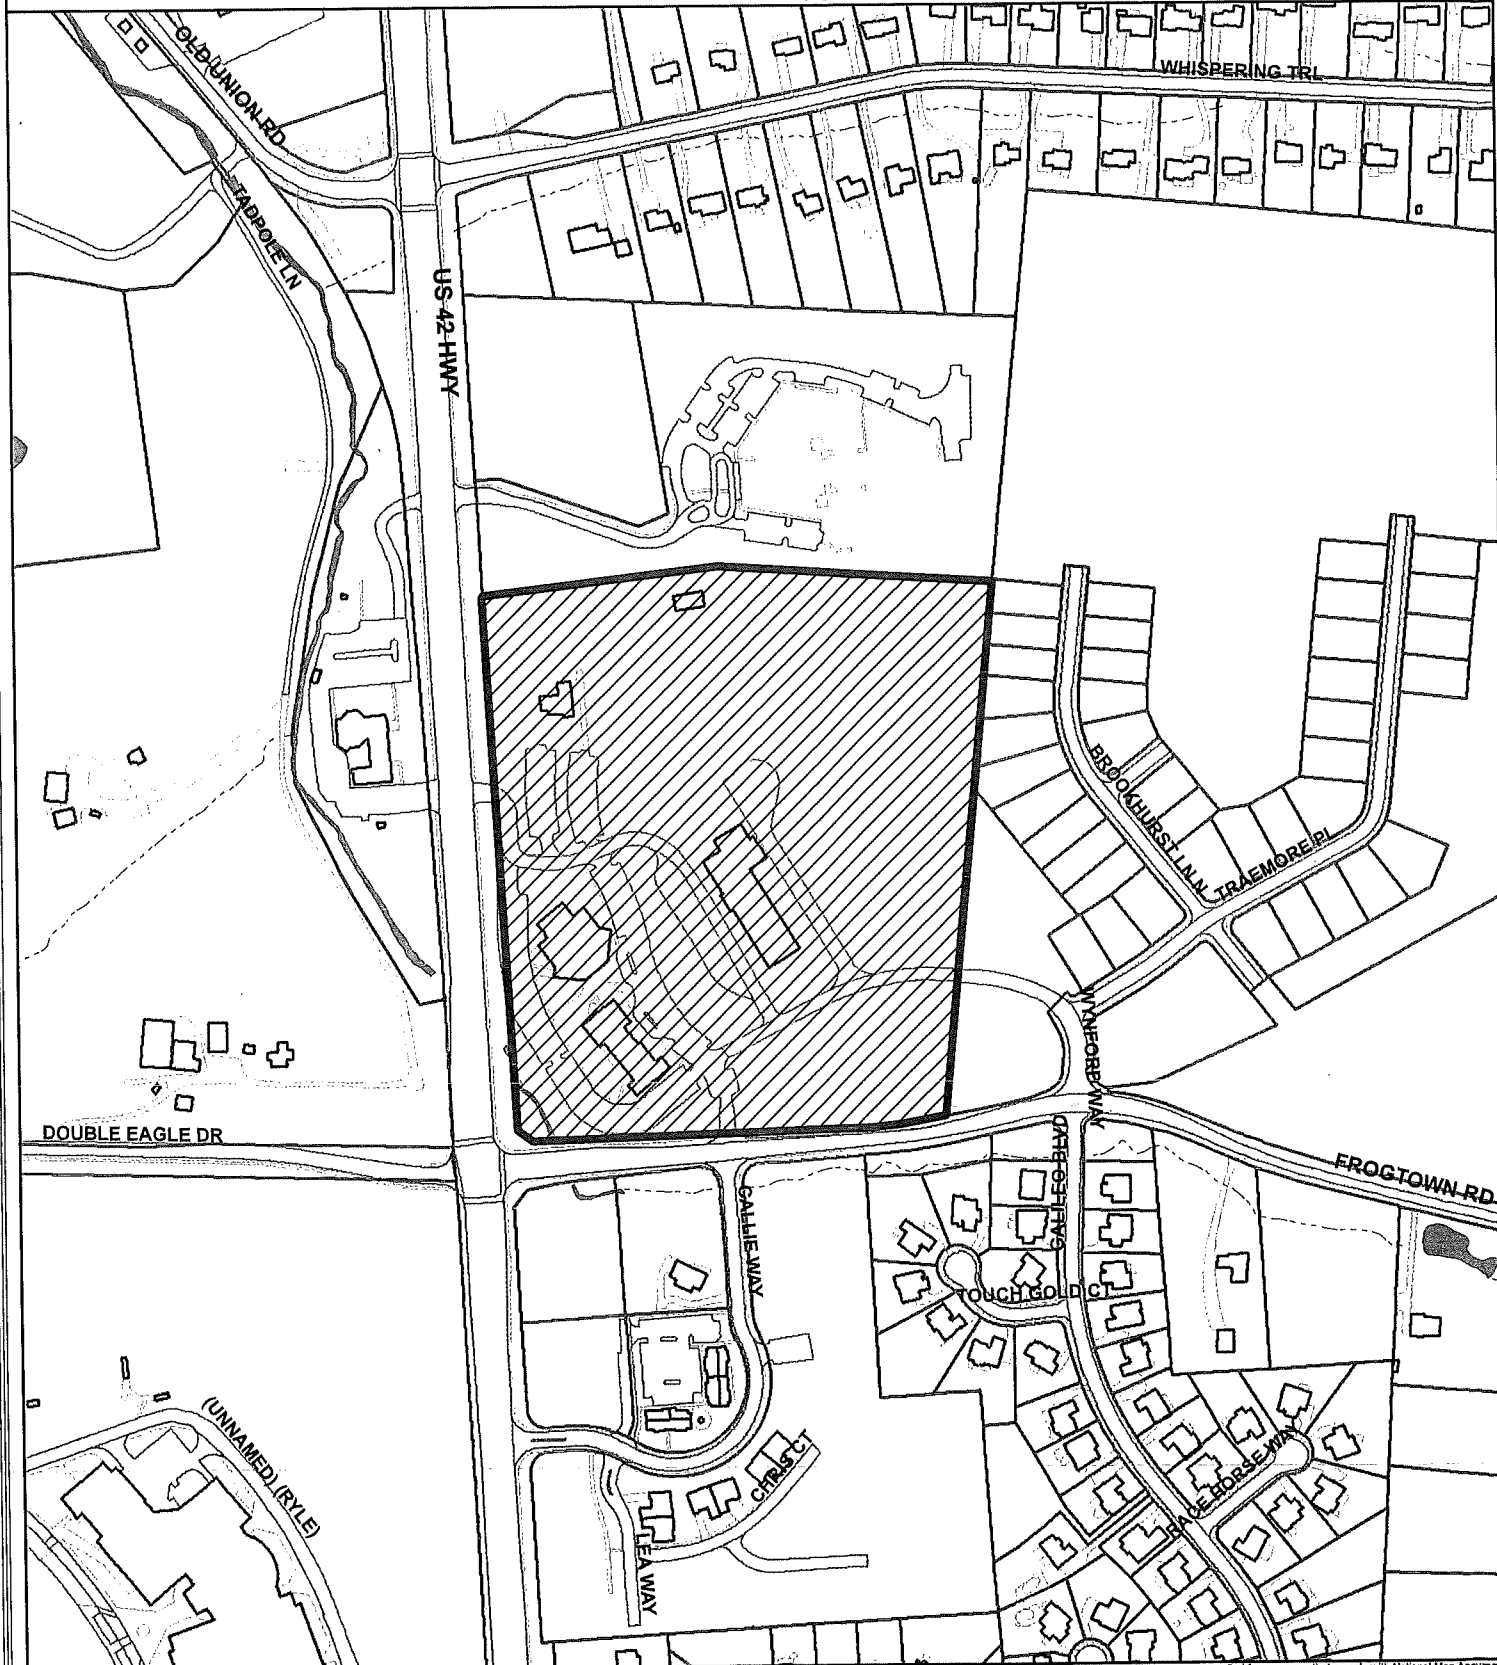 OLD UNION RD
WHISPERING TRL
TADPOLE LN
US 42 HWY
BROOKHURST LN N
TRAEMORE PL
WYNFORD WAY
DOUBLE EAGLE DR
GALILEO BLVD
FROGTOWN RD
CALLIE WAY
TOUCH GOLD CT
(UNNAMED) (RYLE)
CHRIS CT
RACE HORSE WAY
LEA WAY